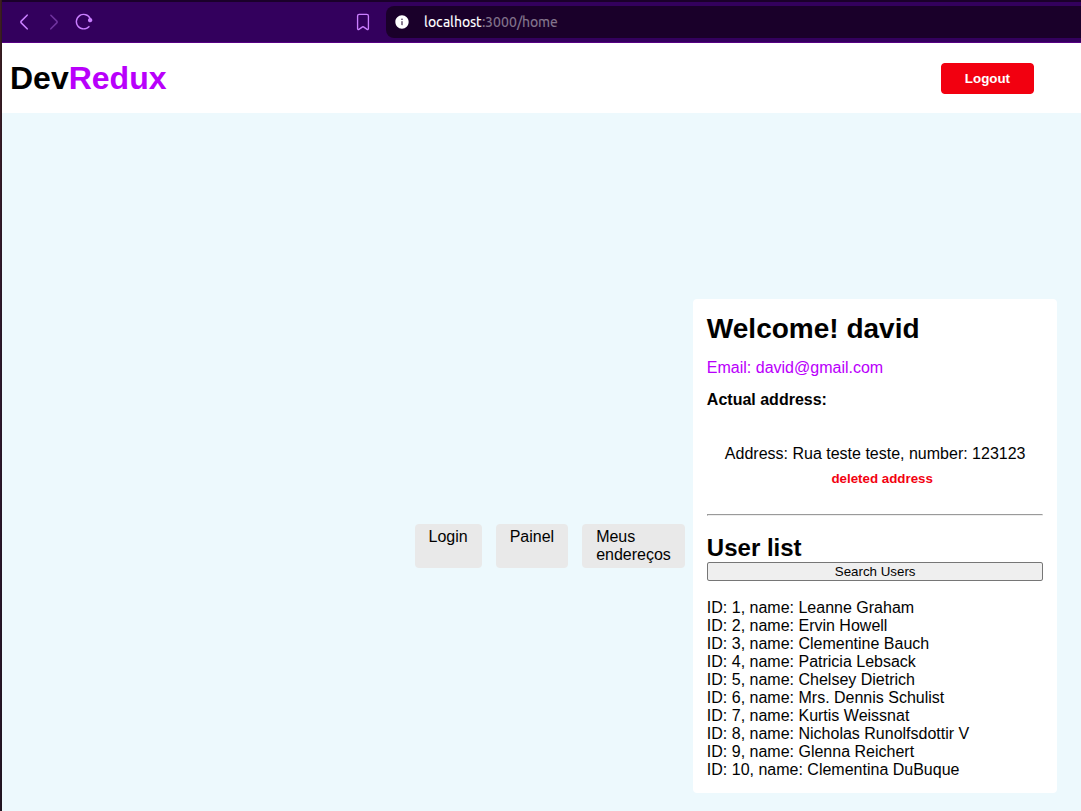 localhost:3000/home
DevRedux
Logout
Welcome! david
Email: david@gmail.com
Actual address:
Address: Rua teste teste, number: 123123
deleted address
Login
Painel
Meus
endereços
User list
Search Users
ID: 1, name: Leanne Graham
ID: 2, name: Ervin Howell
ID: 3, name: Clementine Bauch
ID: 4, name: Patricia Lebsack
ID: 5, name: Chelsey Dietrich
ID: 6, name: Mrs. Dennis Schulist
ID: 7, name: Kurtis Weissnat
ID: 8, name: Nicholas Runolfsdottir V
ID: 9, name: Glenna Reichert
ID: 10, name: Clementina DuBuque